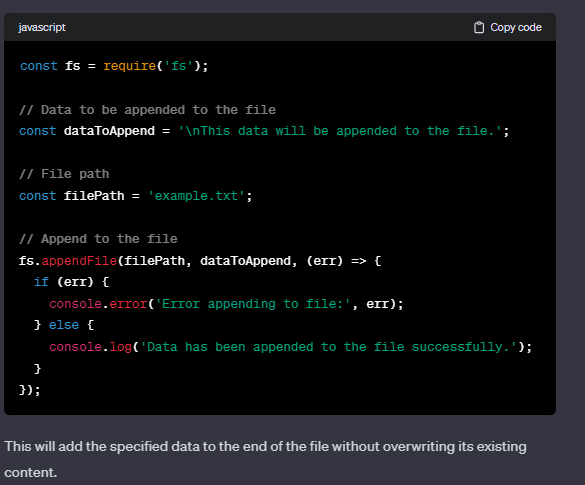 javascript
Copy code
const fs = require('fs');
// Data to be appended to the file
const dataToAppend = '\nThis data will be appended to the file.';
// File path
const filePath = 'example.txt';
// Append to the file
fs.appendFile(filePath, dataToAppend, (err) => {
  if (err) {
    console.error('Error appending to file:', err);
  } else {
    console.log('Data has been appended to the file successfully.');
  }
});
This will add the specified data to the end of the file without overwriting its existing
content.